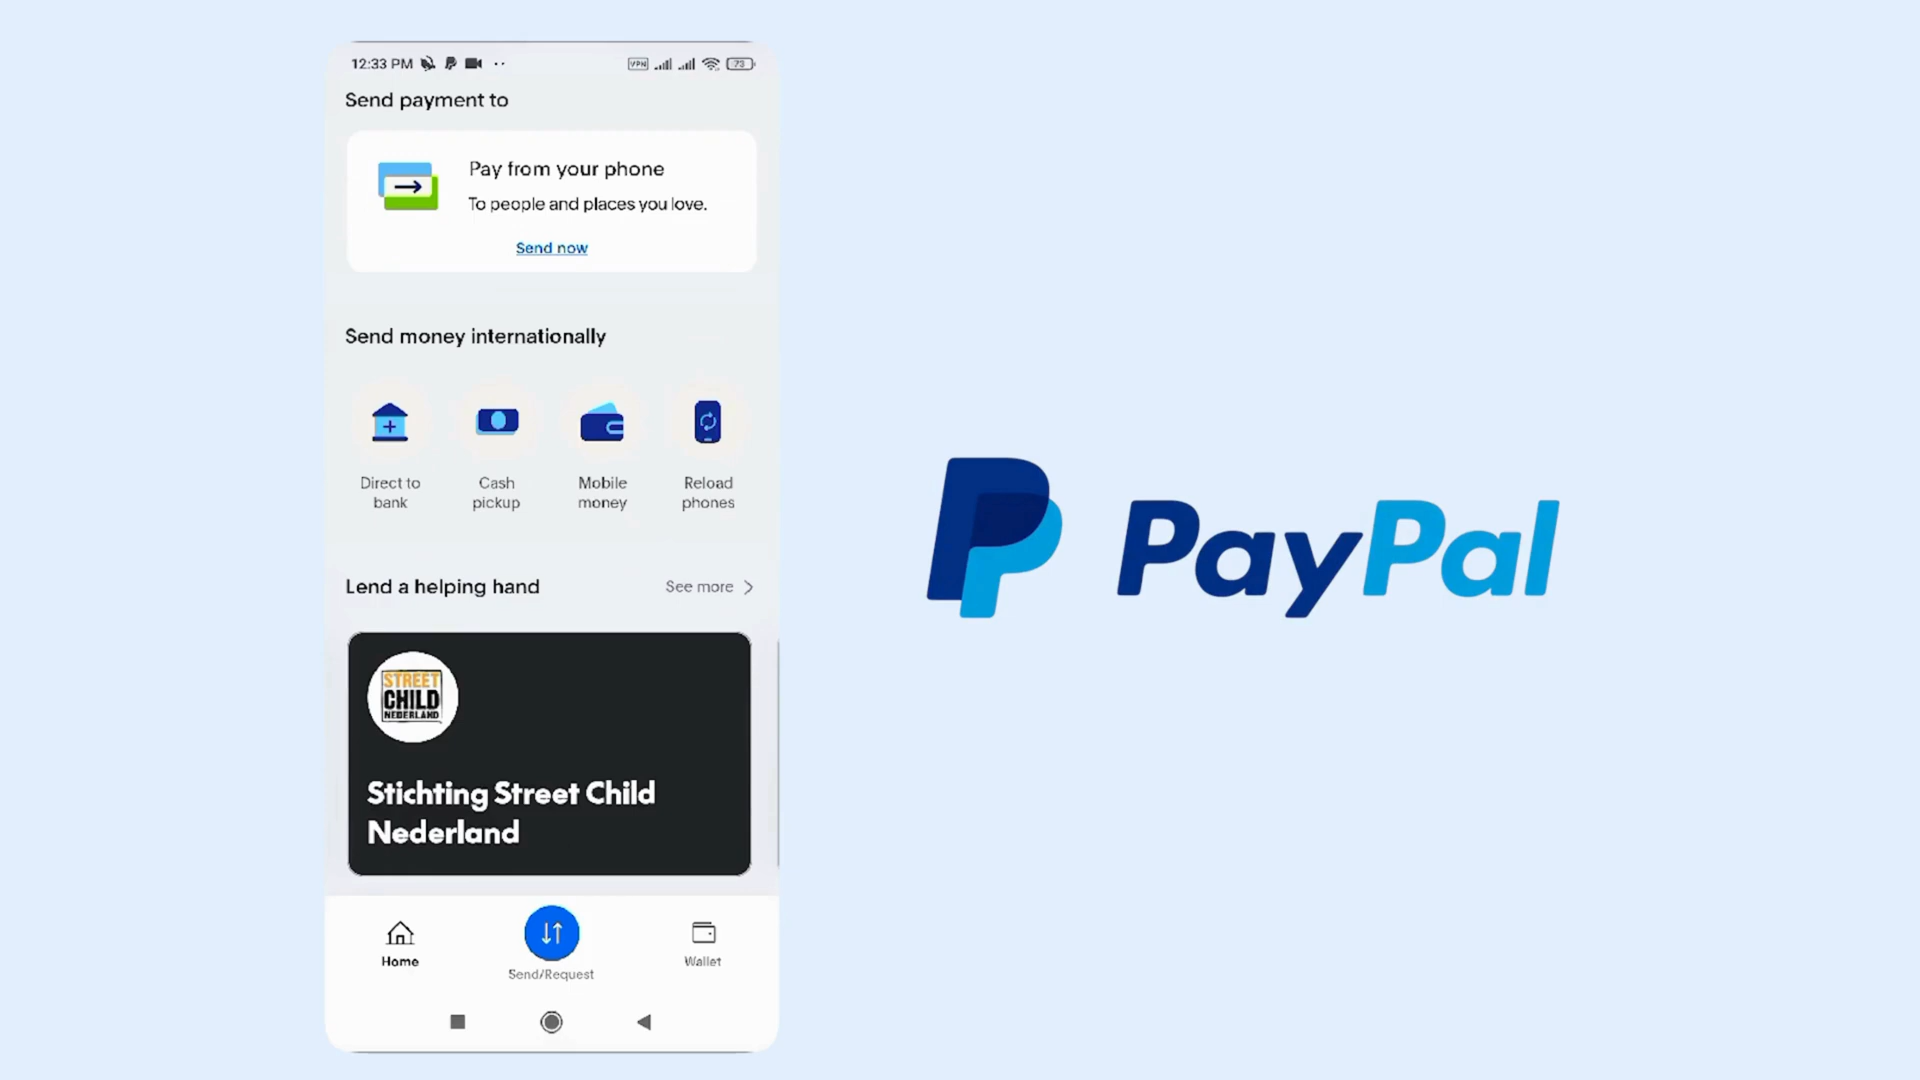 12:33 PM
VPN
73
Send payment to
Pay from your phone
To people and places you love.
Send now
Send money internationally
Direct to
bank
Cash
pickup
Mobile
money
Reload
phones
Lend a helping hand
See more
STREET
CHILD
NEDERLAND
Stichting Street Child
Nederland
Home
Send/Request
Wallet
PayPal